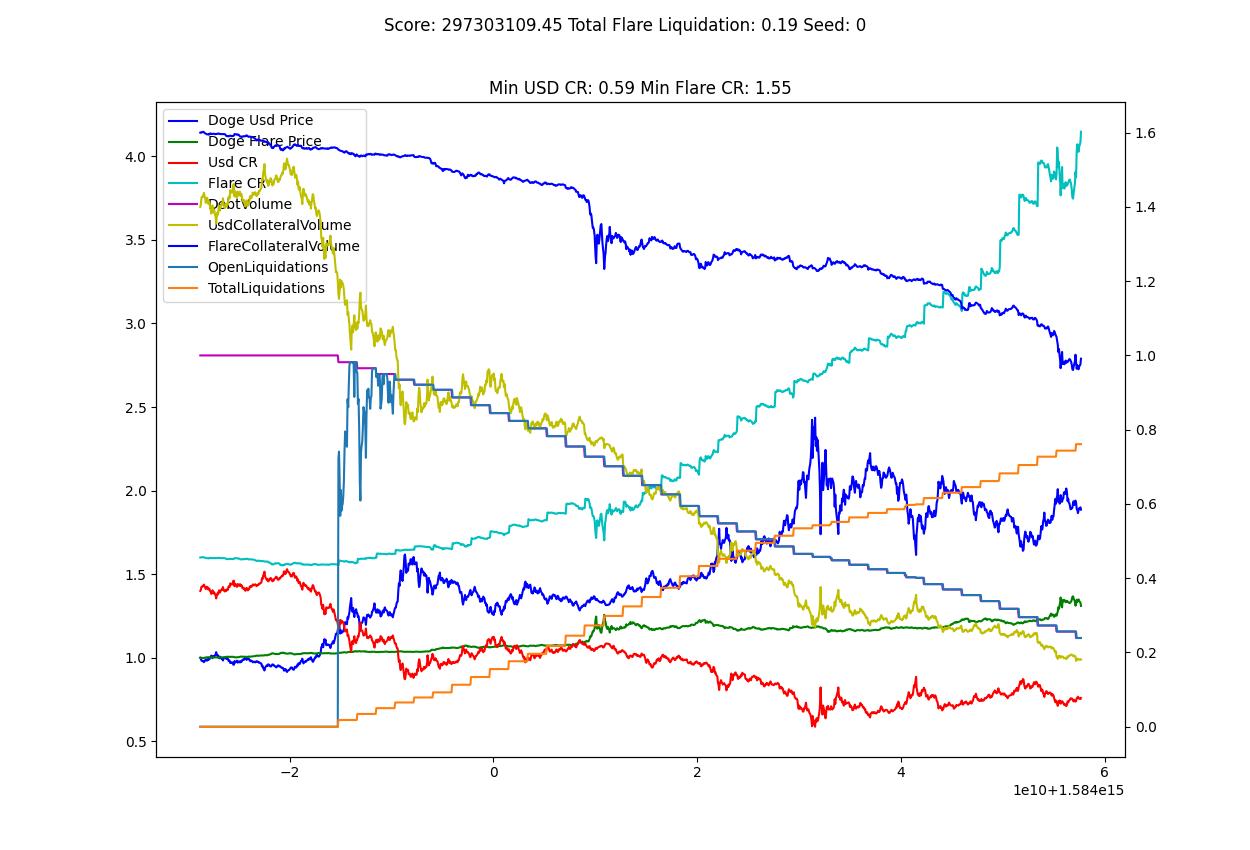 Score: 297303109.45 Total Flare Liquidation: 0.19 Seed: 0
Min USD CR: 0.59 Min Flare CR: 1.55
Doge Usd Price
Doge Flare Price
Usd CR
Flare CR
DebtVolume
UsdCollateralVolume
FlareCollateralVolume
OpenLiquidations
TotalLiquidations
4.0
3.5
3.0
2.5
2.0
1.5
1.0
0.5
1.6
1.4
1.2
1.0
0.8
0.6
0.4
0.2
0.0
−2
0
2
4
6
1e10+1.584e15